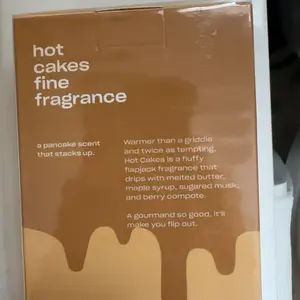 hot
cakes
fine
fragrance
a pancake scent
that stacks up.
Warmer than a griddle
and twice as tempting,
Hot Cakes is a fluffy
flapjack fragrance that
drips with melted butter,
maple syrup, sugared musk,
and berry compote.
A gourmand so good, it'll
make you flip out.